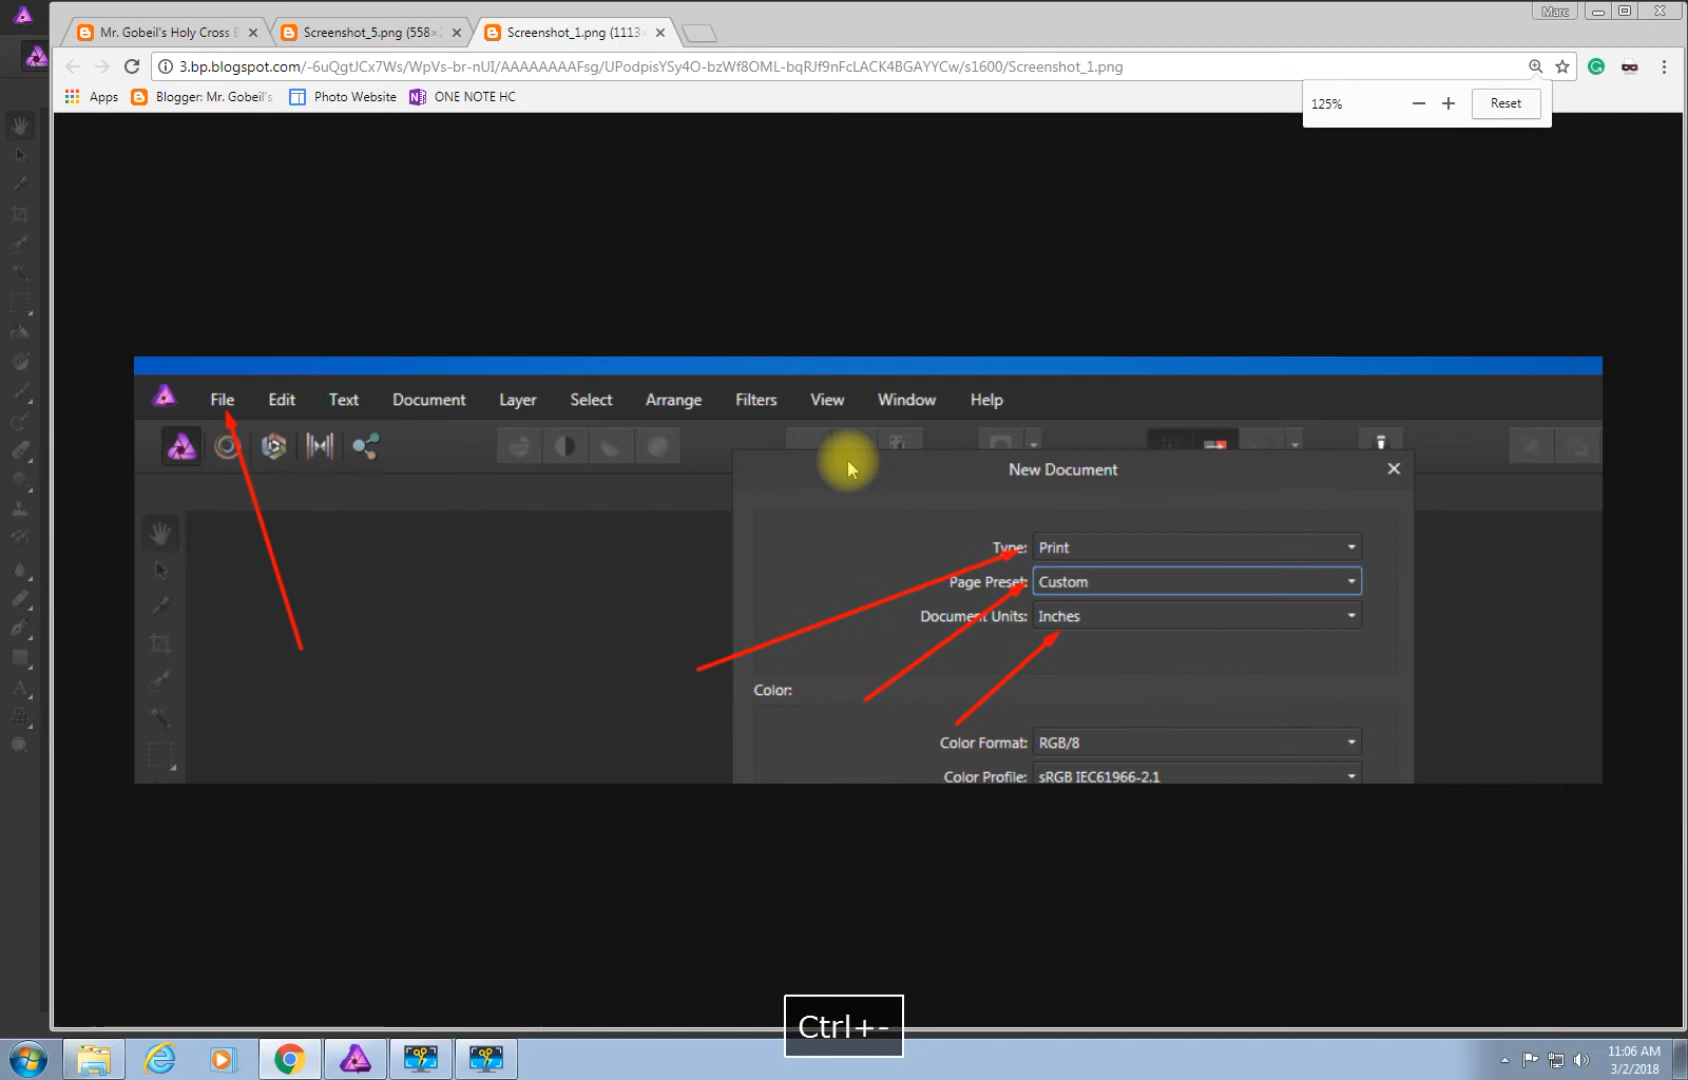 Marc
Mr. Gobeil's Holy Cross
Screenshot_5.png (558×
Screenshot_1.png (1113
3.bp.blogspot.com/-6uQgtJCx7Ws/WpVs-br-nUI/AAAAAAAAFsg/UPodpisYSy4O-bzWf8OML-bqRJf9nFcLACK4BGAYYCw/s1600/Screenshot_1.png
Apps
Blogger: Mr. Gobeil's
Photo Website
ONE NOTE HC
125%
Reset
File
Edit
Text
Document
Layer
Select
Arrange
Filters
View
Window
Help
New Document
Type: Print
Page Preset: Custom
Document Units: Inches
Color:
Color Format: RGB/8
Color Profile: sRGB IEC61966-2.1
Ctrl+-
11:06 AM
3/2/2018